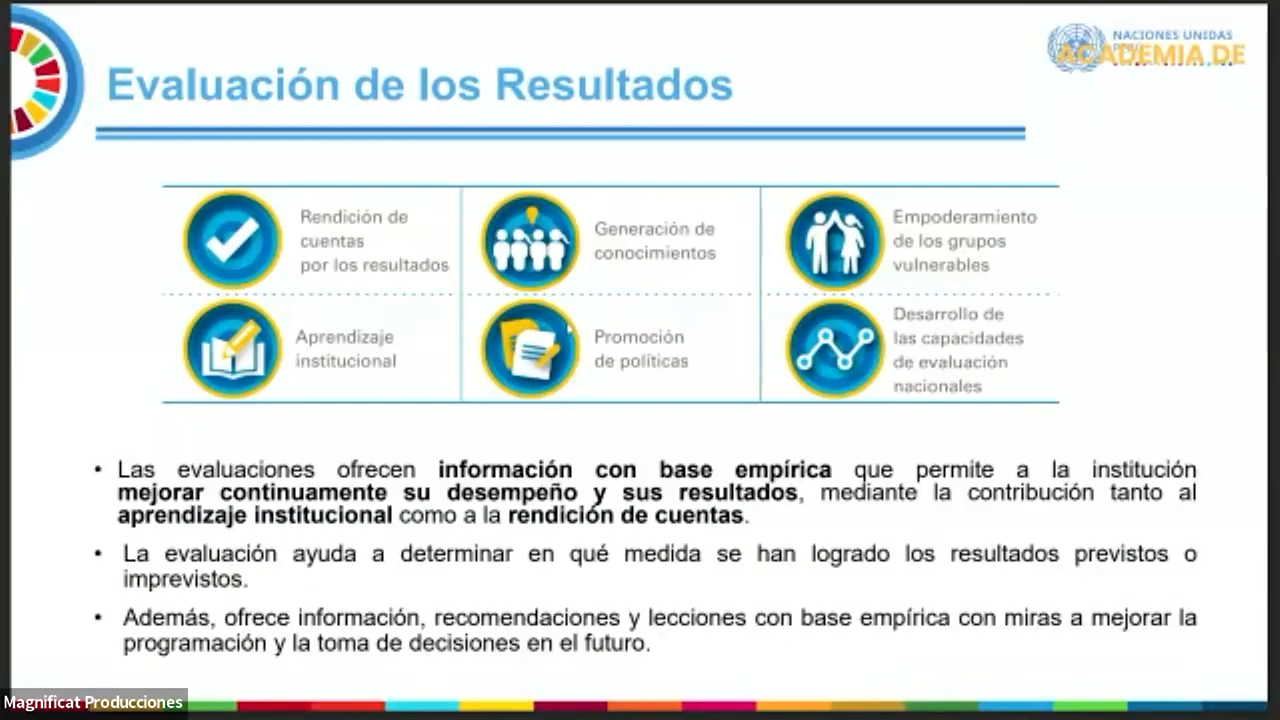 NACIONES UNIDAS
ACADEMIA DE
Evaluación de los Resultados
Rendición de
cuentas
por los resultados
Generación de
conocimientos
Empoderamiento
de los grupos
vulnerables
Aprendizaje
institucional
Promoción
de políticas
Desarrollo de
las capacidades
de evaluación
nacionales
• Las evaluaciones ofrecen información con base empírica que permite a la institución
mejorar continuamente su desempeño y sus resultados, mediante la contribución tanto al
aprendizaje institucional como a la rendición de cuentas.
• La evaluación ayuda a determinar en qué medida se han logrado los resultados previstos o
imprevistos.
• Además, ofrece información, recomendaciones y lecciones con base empírica con miras a mejorar la
programación y la toma de decisiones en el futuro.
Magnificat Producciones